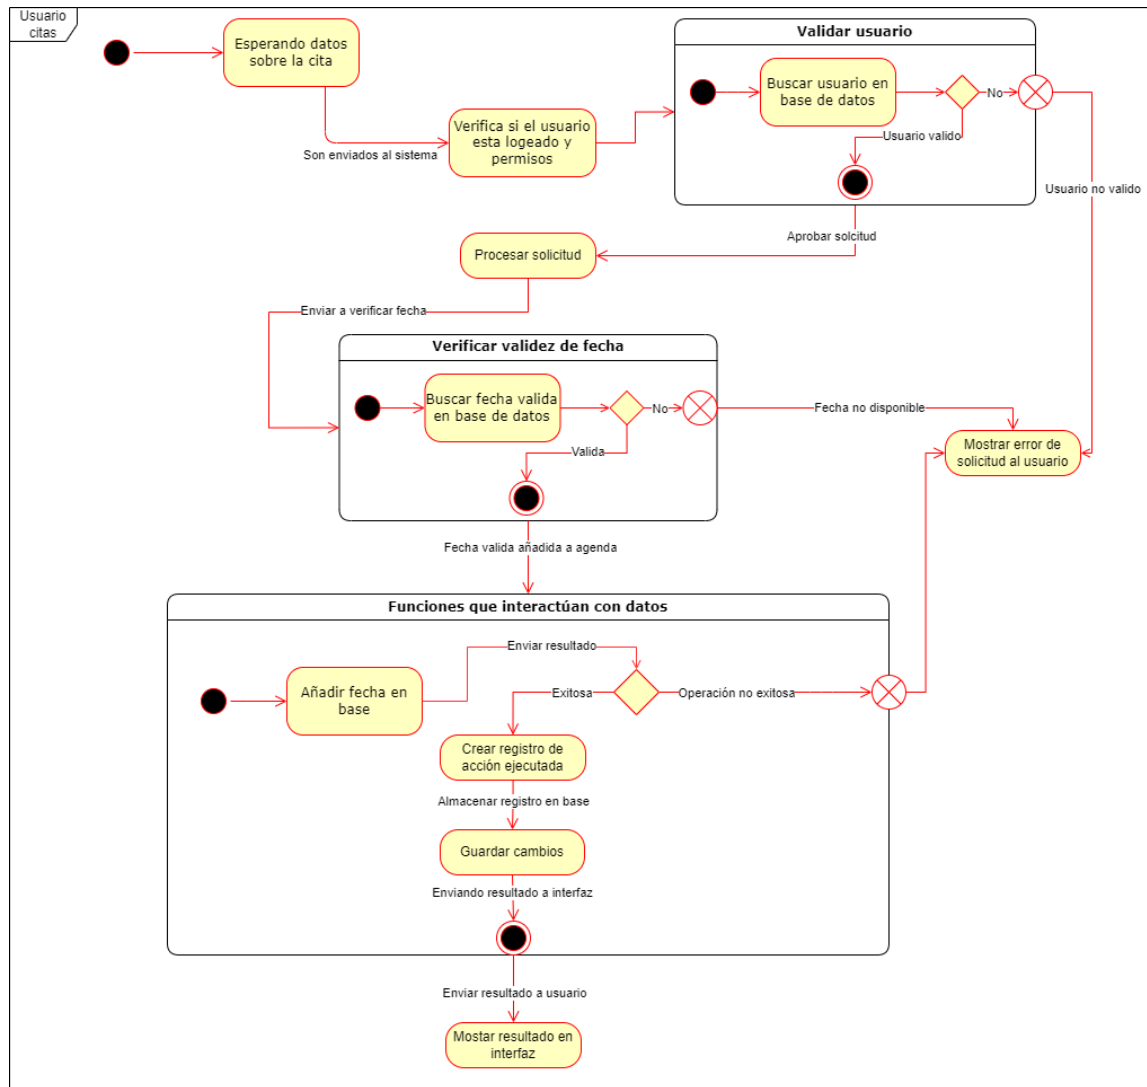 Usuario
citas
Esperando datos
sobre la cita
Son enviados al sistema
Verifica si el usuario
esta logeado y
permisos
Validar usuario
Buscar usuario en
base de datos
No
Usuario valido
Usuario no valido
Aprobar solcitud
Procesar solicitud
Enviar a verificar fecha
Verificar validez de fecha
Buscar fecha valida
en base de datos
No
Valida
Fecha no disponible
Mostrar error de
solicitud al usuario
Fecha valida añadida a agenda
Funciones que interactúan con datos
Añadir fecha en
base
Enviar resultado
Exitosa
Operación no exitosa
Crear registro de
acción ejecutada
Almacenar registro en base
Guardar cambios
Enviando resultado a interfaz
Enviar resultado a usuario
Mostar resultado en
interfaz